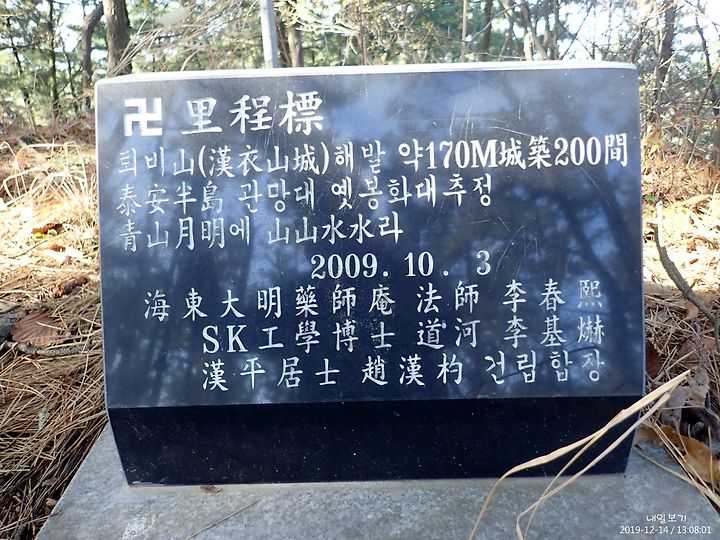 卍 里程標
희비山(漢衣山城)해발 약170M城築200間
泰安半島 관망대 옛봉화대추정
靑山月明에 山山水水라
2009. 10. 3
海東大明藥師庵 法師 李春熙
SK工學博士 道河 李基爀
漢平居士 趙漢杓 건립합장
내일보기
2019-12-14 / 13:08:01